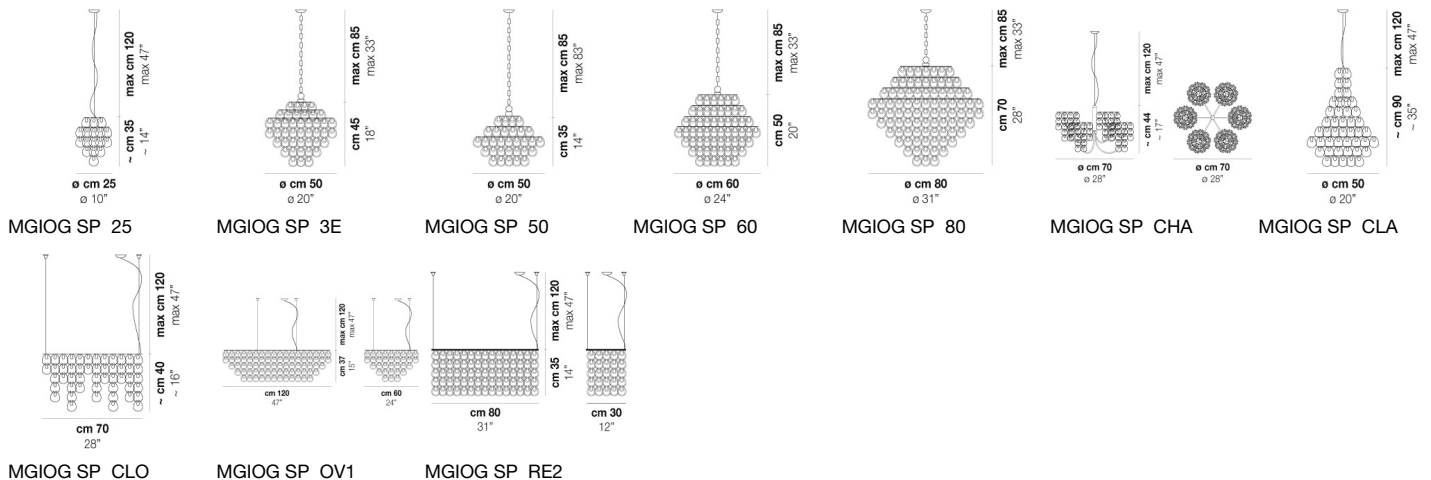 max cm 120
max 47"
~ cm 35
~ 14"
ø cm 25
ø 10"
MGIOG SP 25
max cm 85
max 33"
cm 45
18"
ø cm 50
ø 20"
MGIOG SP 3E
max cm 85
max 83"
cm 35
14"
ø cm 50
ø 20"
MGIOG SP 50
max cm 85
max 33"
cm 50
20"
ø cm 60
ø 24"
MGIOG SP 60
max cm 85
max 33"
cm 70
28"
ø cm 80
ø 31"
MGIOG SP 80
max cm 120
max 47"
~ cm 44
~ 17"
ø cm 70
ø 28"
ø cm 70
ø 28"
MGIOG SP CHA
max cm 120
max 47"
~ cm 90
~ 35"
ø cm 50
ø 20"
MGIOG SP CLA
max cm 120
max 47"
~ cm 40
~ 16"
cm 70
28"
MGIOG SP CLO
max cm 120
max 47"
cm 37
15"
cm 120
47"
cm 60
24"
MGIOG SP OV1
max cm 120
max 47"
cm 35
14"
cm 80
31"
cm 30
12"
MGIOG SP RE2